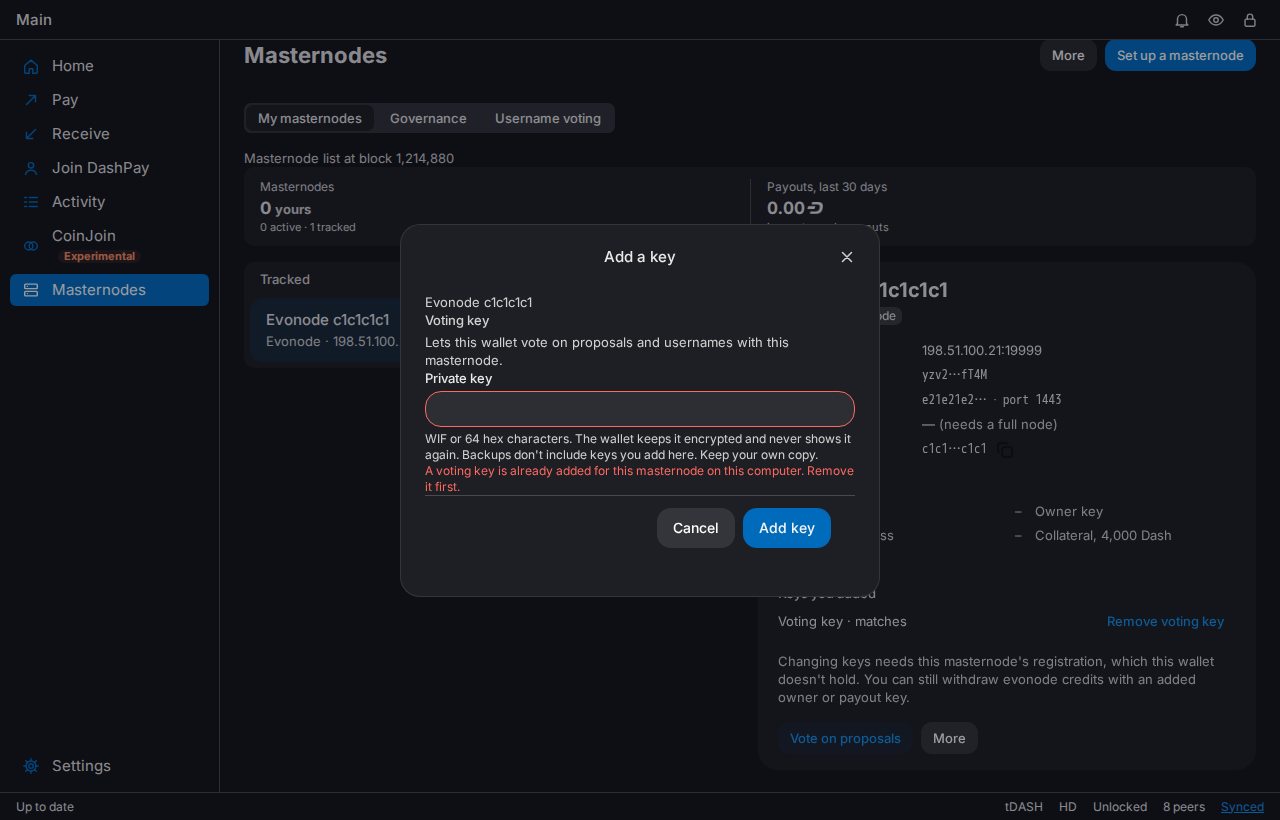 Main
Home
Pay
Receive
Join DashPay
Activity
CoinJoin
Experimental
Masternodes
Settings
Masternodes
More
Set up a masternode
My masternodes
Governance
Username voting
Masternode list at block 1,214,880
Masternodes
0 yours
0 active · 1 tracked
Payouts, last 30 days
0.00
Tracked
Evonode c1c1c1c1
Evonode · 198.51.100.
Add a key
Evonode c1c1c1c1
Voting key
Lets this wallet vote on proposals and usernames with this
masternode.
Private key
WIF or 64 hex characters. The wallet keeps it encrypted and never shows it
again. Backups don't include keys you add here. Keep your own copy.
A voting key is already added for this masternode on this computer. Remove
it first.
Cancel
Add key
1c1c1c1
198.51.100.21:19999
yzv2···fT4M
e21e21e2··· · port 1443
— (needs a full node)
c1c1···c1c1
– Owner key
– Collateral, 4,000 Dash
Keys you added
Voting key · matches
Remove voting key
Changing keys needs this masternode's registration, which this wallet
doesn't hold. You can still withdraw evonode credits with an added
owner or payout key.
Vote on proposals
More
Up to date
tDASH
HD
Unlocked
8 peers
Synced